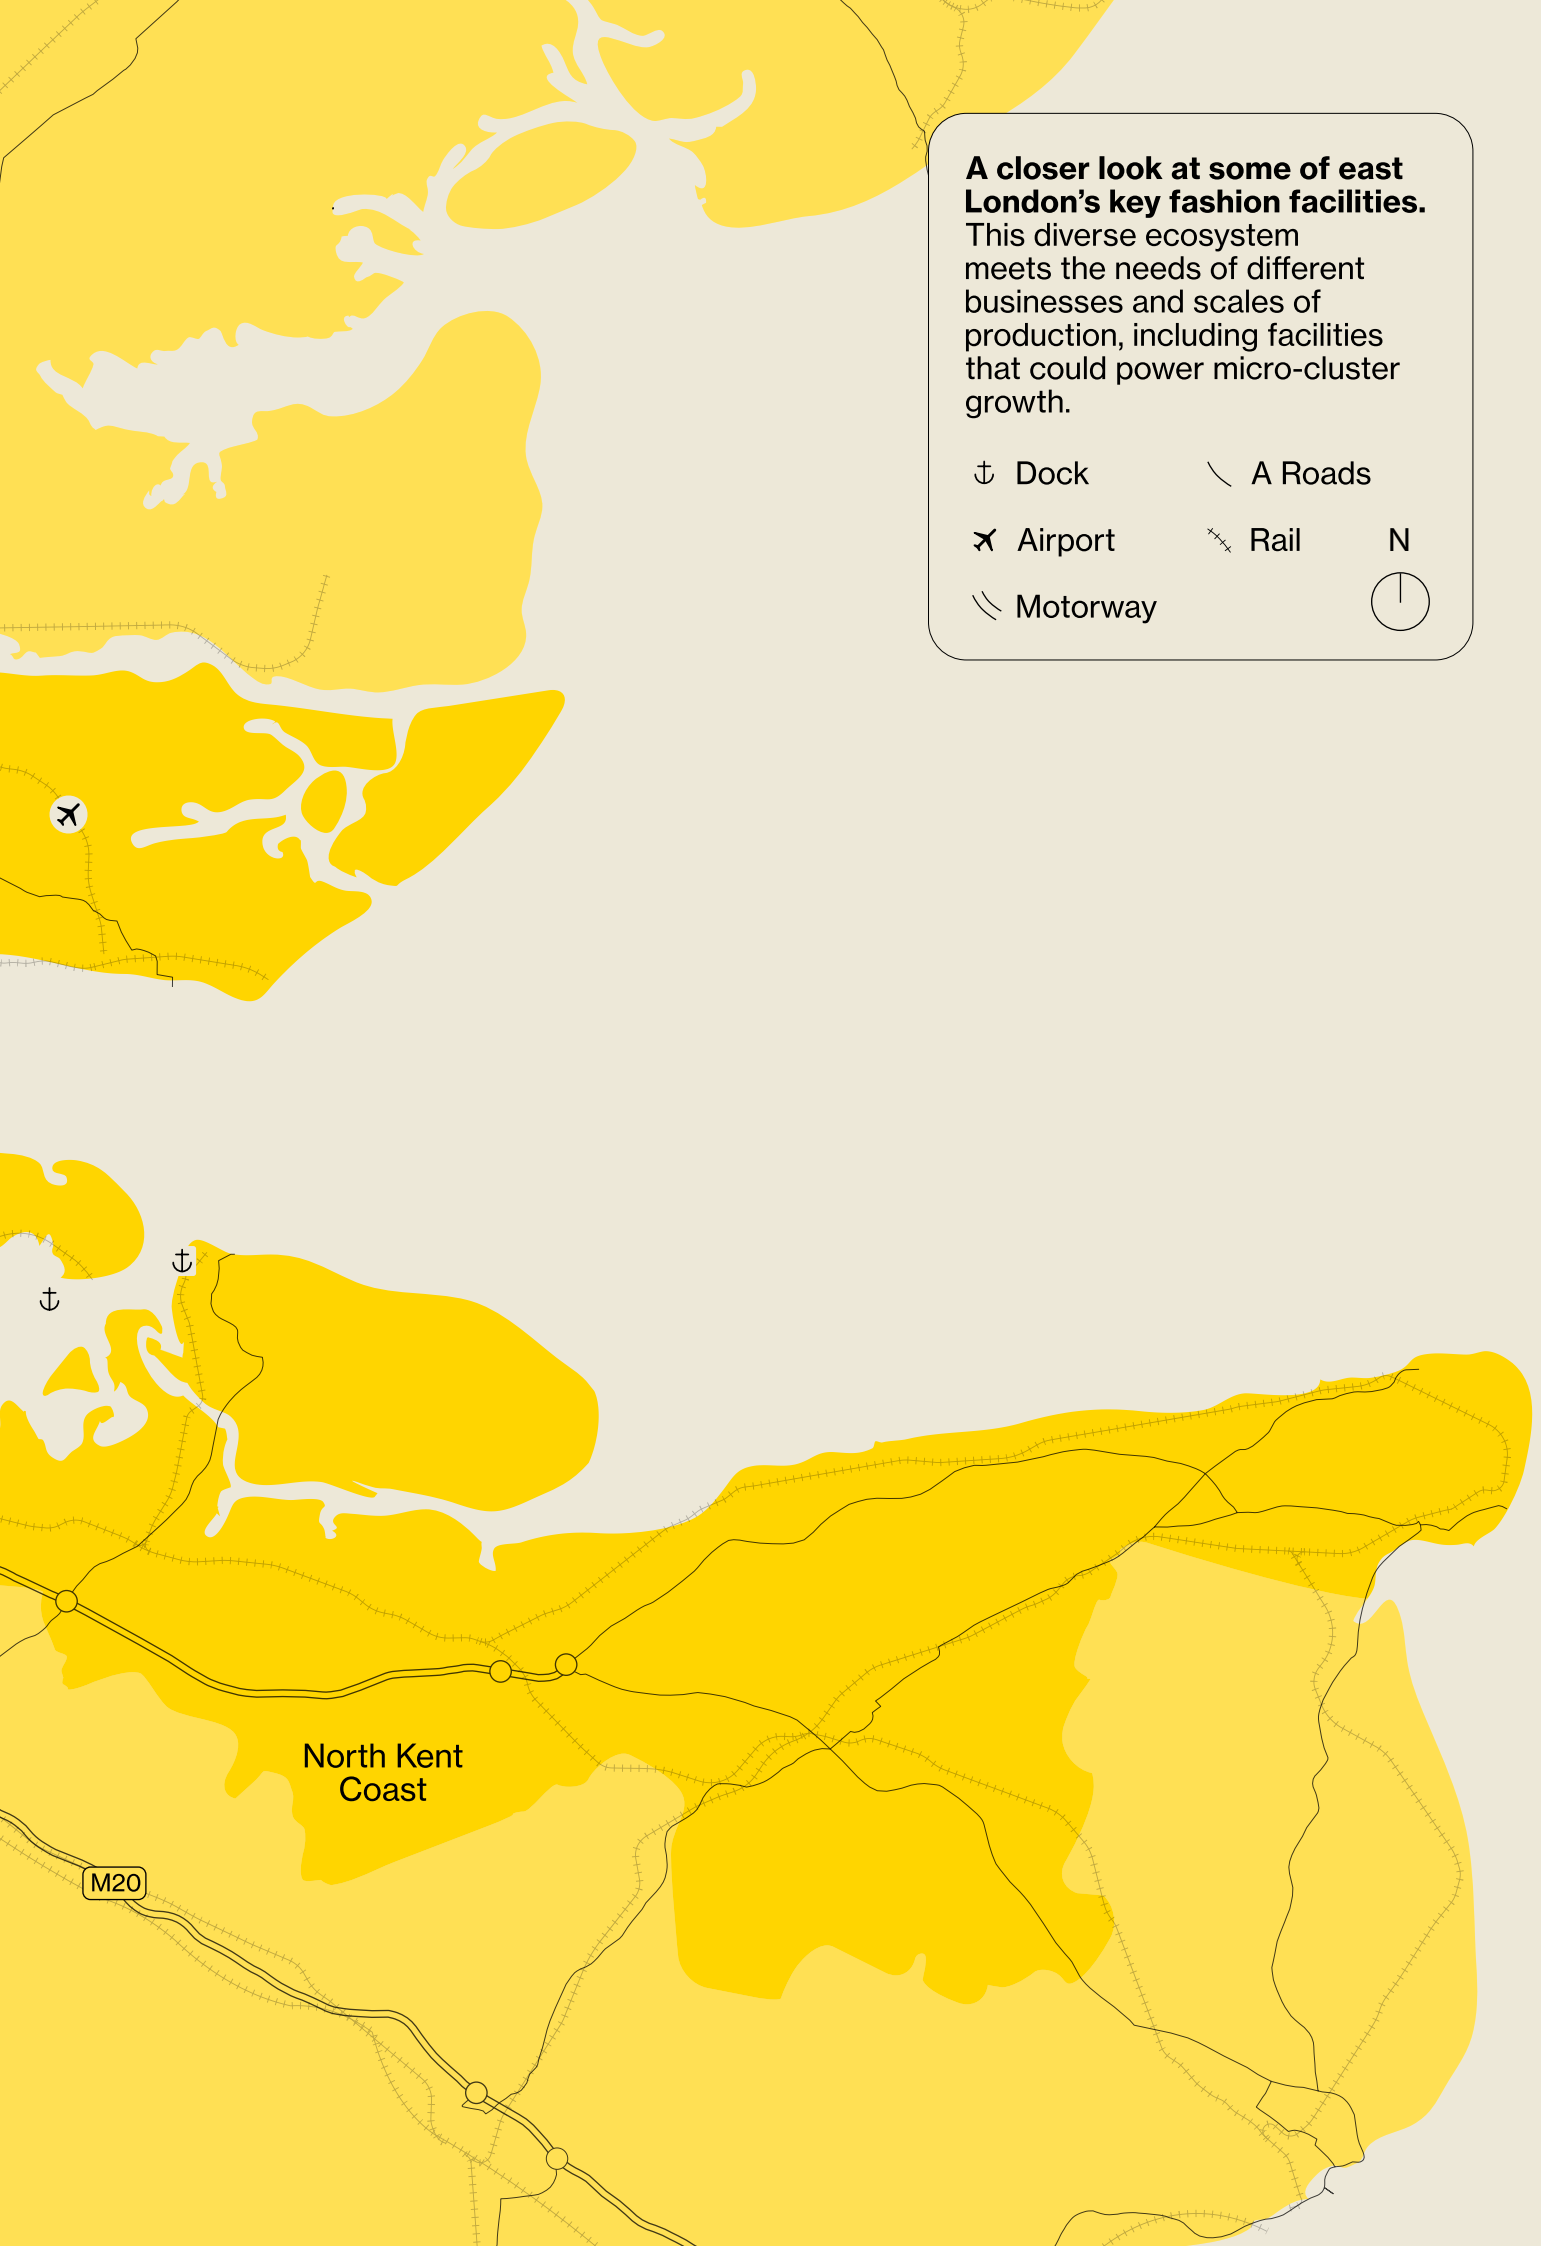 A closer look at some of east
London’s key fashion facilities.
This diverse ecosystem
meets the needs of different
businesses and scales of
production, including facilities
that could power micro-cluster
growth.
Dock
A Roads
Airport
Rail
N
Motorway
North Kent
Coast
M20